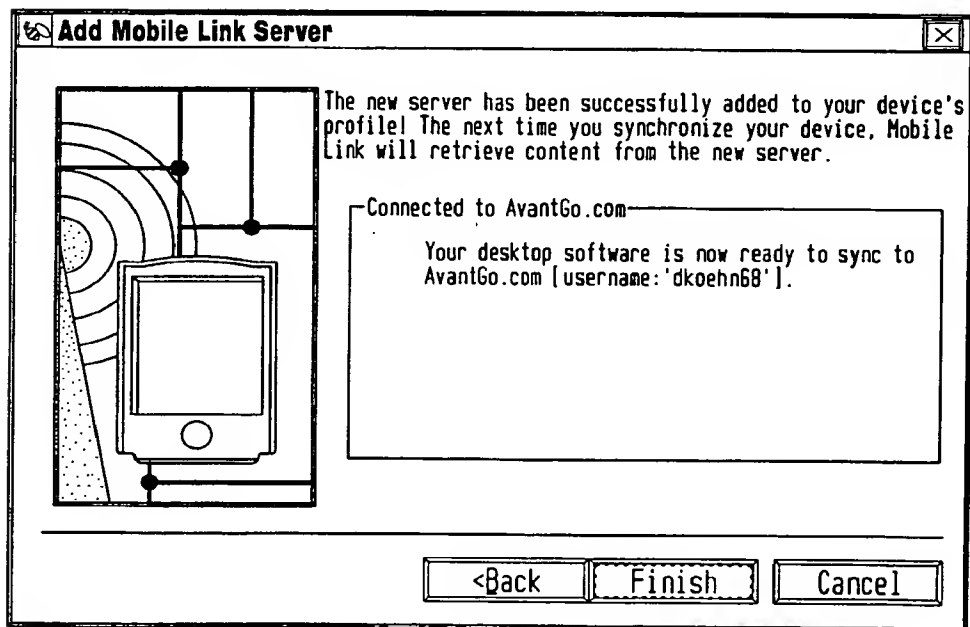 Add Mobile Link Server
The new server has been successfully added to your device's
profile! The next time you synchronize your device, Mobile
Link will retrieve content from the new server.
Connected to AvantGo.com
Your desktop software is now ready to sync to
AvantGo.com [username:'dkoehn68'].
<Back
Finish
Cancel